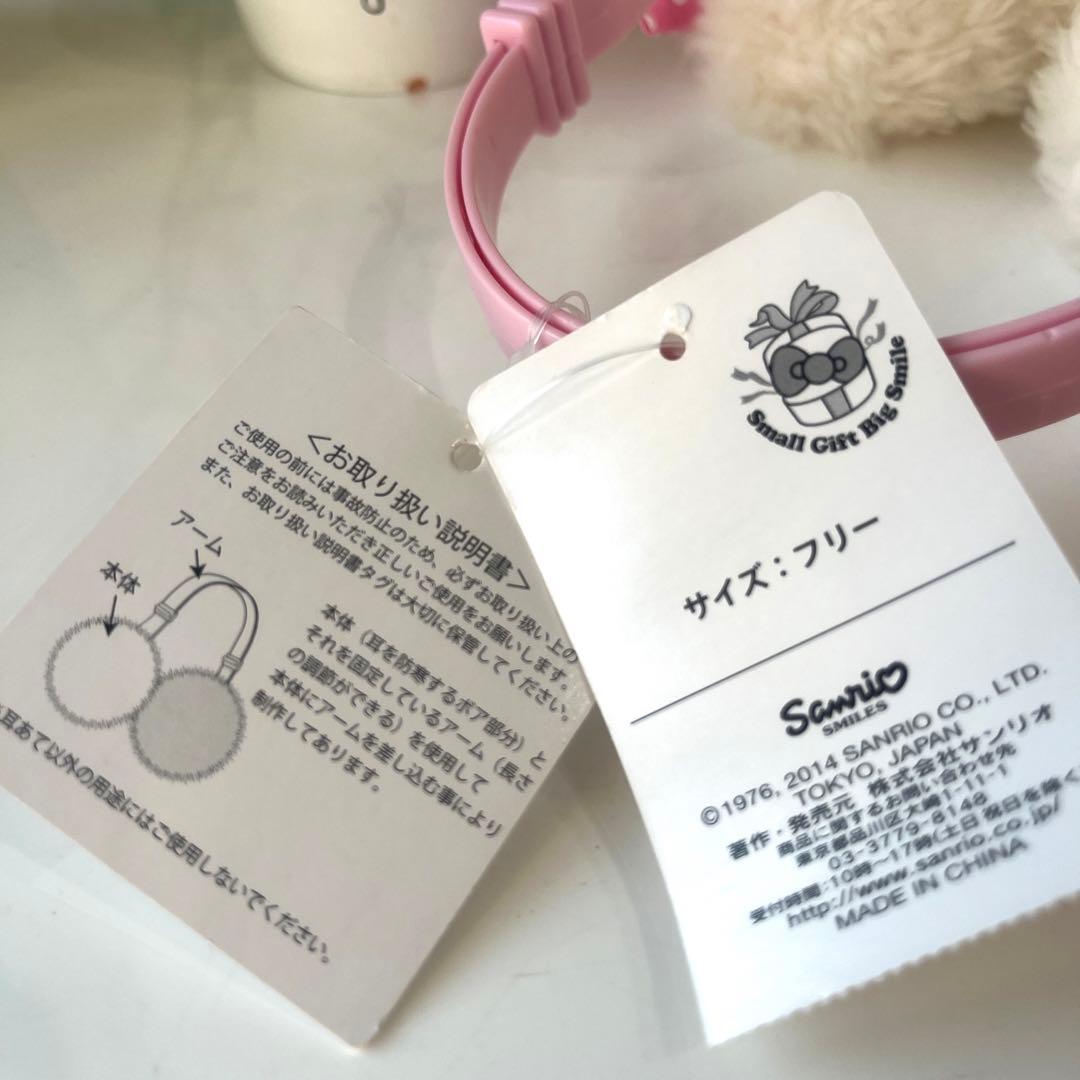 ＜お取り扱い説明書＞
ご使用の前には事故防止のため、必ずお取り扱い上の
ご注意をお読みいただき正しいご使用をお願いします。
また、お取り扱い説明書タグは大切に保管してください。
アーム
本体
本体（耳を防寒するボア部分）と
それを固定しているアーム（長さ
の調節ができる）を使用して
本体にアームを差し込む事により
制作してあります。
耳あて以外の用途にはご使用しないでください。
Small Gift Big Smile
サイズ：フリー
Sanrio
SMILES
©1976, 2014 SANRIO CO., LTD.
TOKYO, JAPAN
著作・発売元 株式会社サンリオ
商品に関するお問い合わせ先
東京都品川区大崎1-11-1
03-3779-8148
受付時間：10時〜17時(土日祝日を除く
http://www.sanrio.co.jp/
MADE IN CHINA